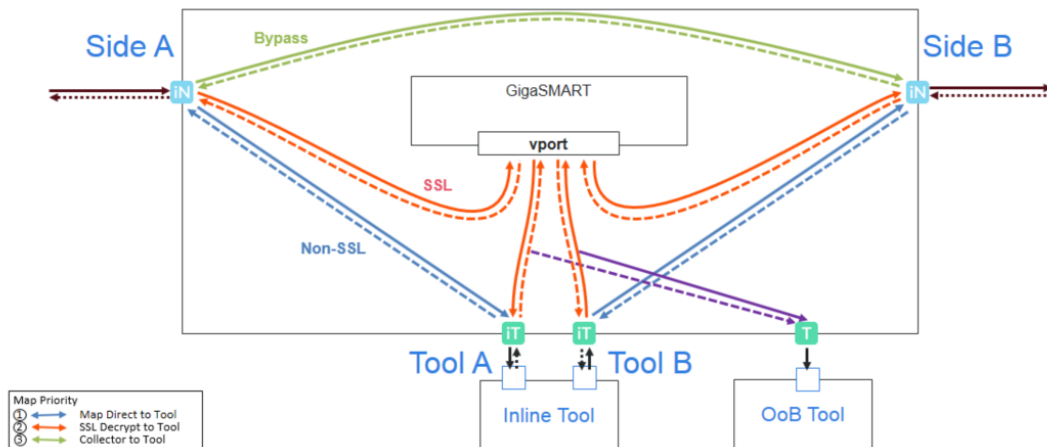 Side A
Bypass
Side B
iN
GigaSMART
iN
vport
SSL
Non-SSL
iT
iT
T
Tool A
Tool B
Inline Tool
OoB Tool
Map Priority
1 Map Direct to Tool
2 SSL Decrypt to Tool
3 Collector to Tool